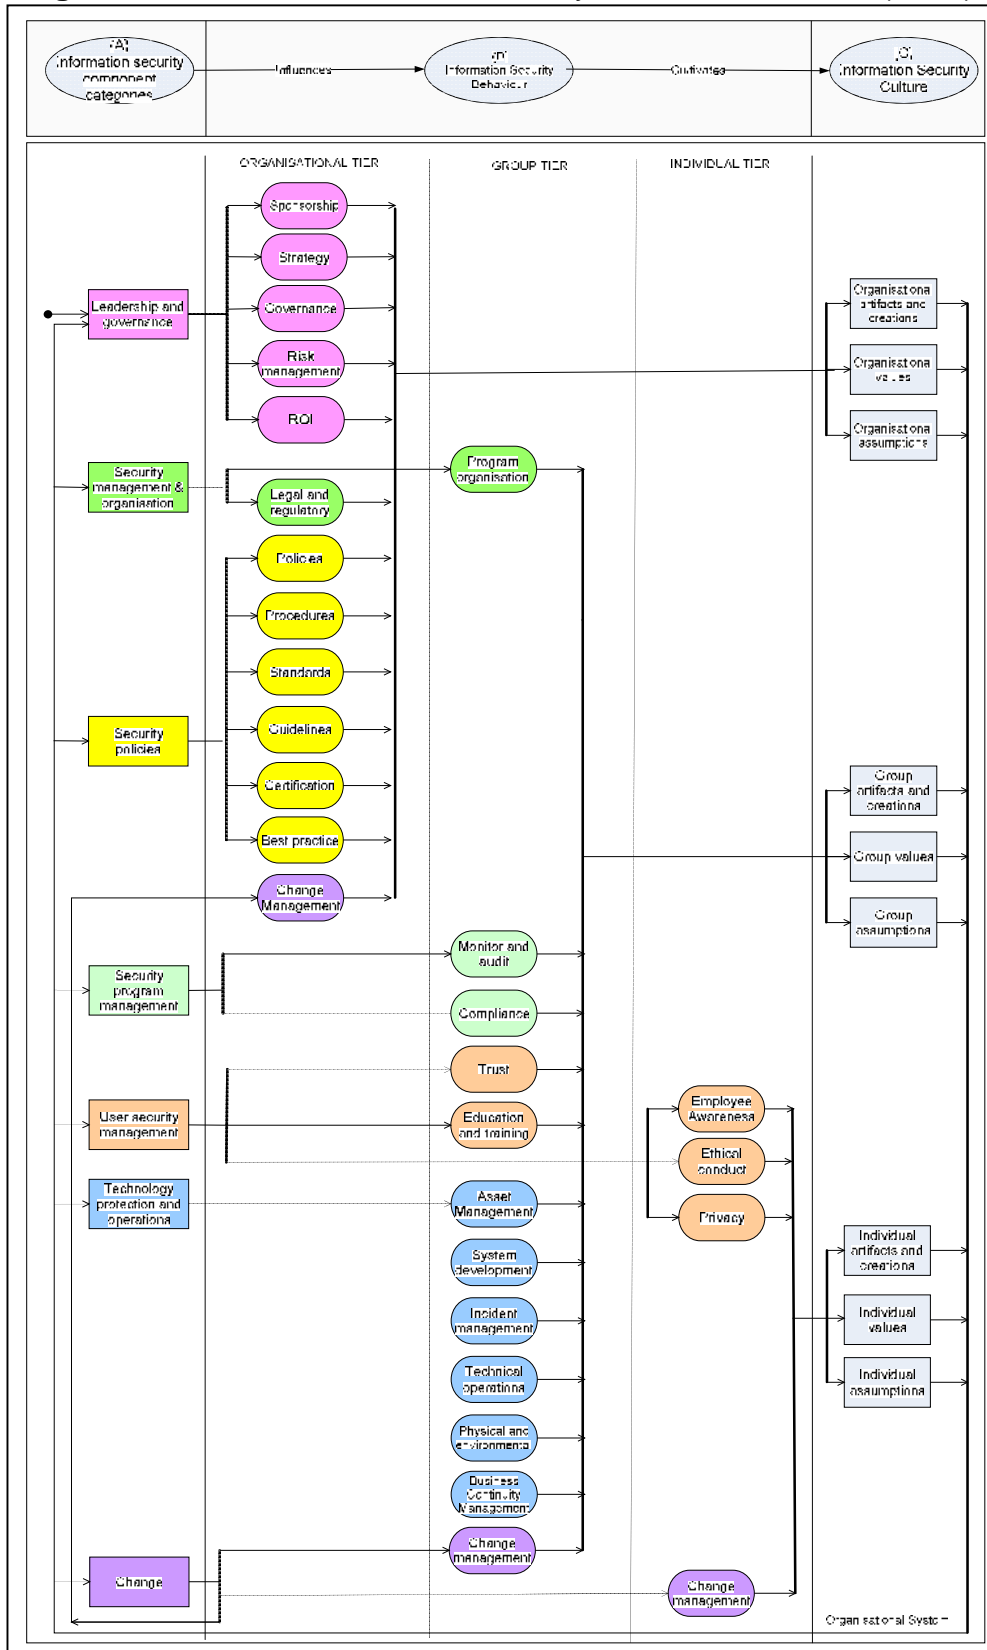 (A)
Information security
component
categories
Influences
Information Security
Behaviour
Cultivates
(C)
Information Security
Culture
ORGANISATIONAL TIER
GROUP TIER
INDIVIDUAL TIER
Sponsorship
Strategy
Leadership and
governance
Governance
Risk
management
ROI
Organisational
artifacts and
creations
Organisational
values
Organisational
assumptions
Security
management &
organisation
Program
organisation
Legal and
regulatory
Policies
Procedures
Standards
Security
policies
Guidelines
Certification
Best practice
Group
artifacts and
creations
Group values
Group
assumptions
Change
Management
Security
program
management
Monitor and
audit
Compliance
Trust
User security
management
Education
and training
Employee
Awareness
Ethical
conduct
Privacy
Technology
protection and
operations
Asset
Management
System
development
Incident
management
Technical
operations
Physical and
environmental
Business
Continuity
Management
Individual
artifacts and
creations
Individual
values
Individual
assumptions
Change
Change
management
Change
management
Organisational System